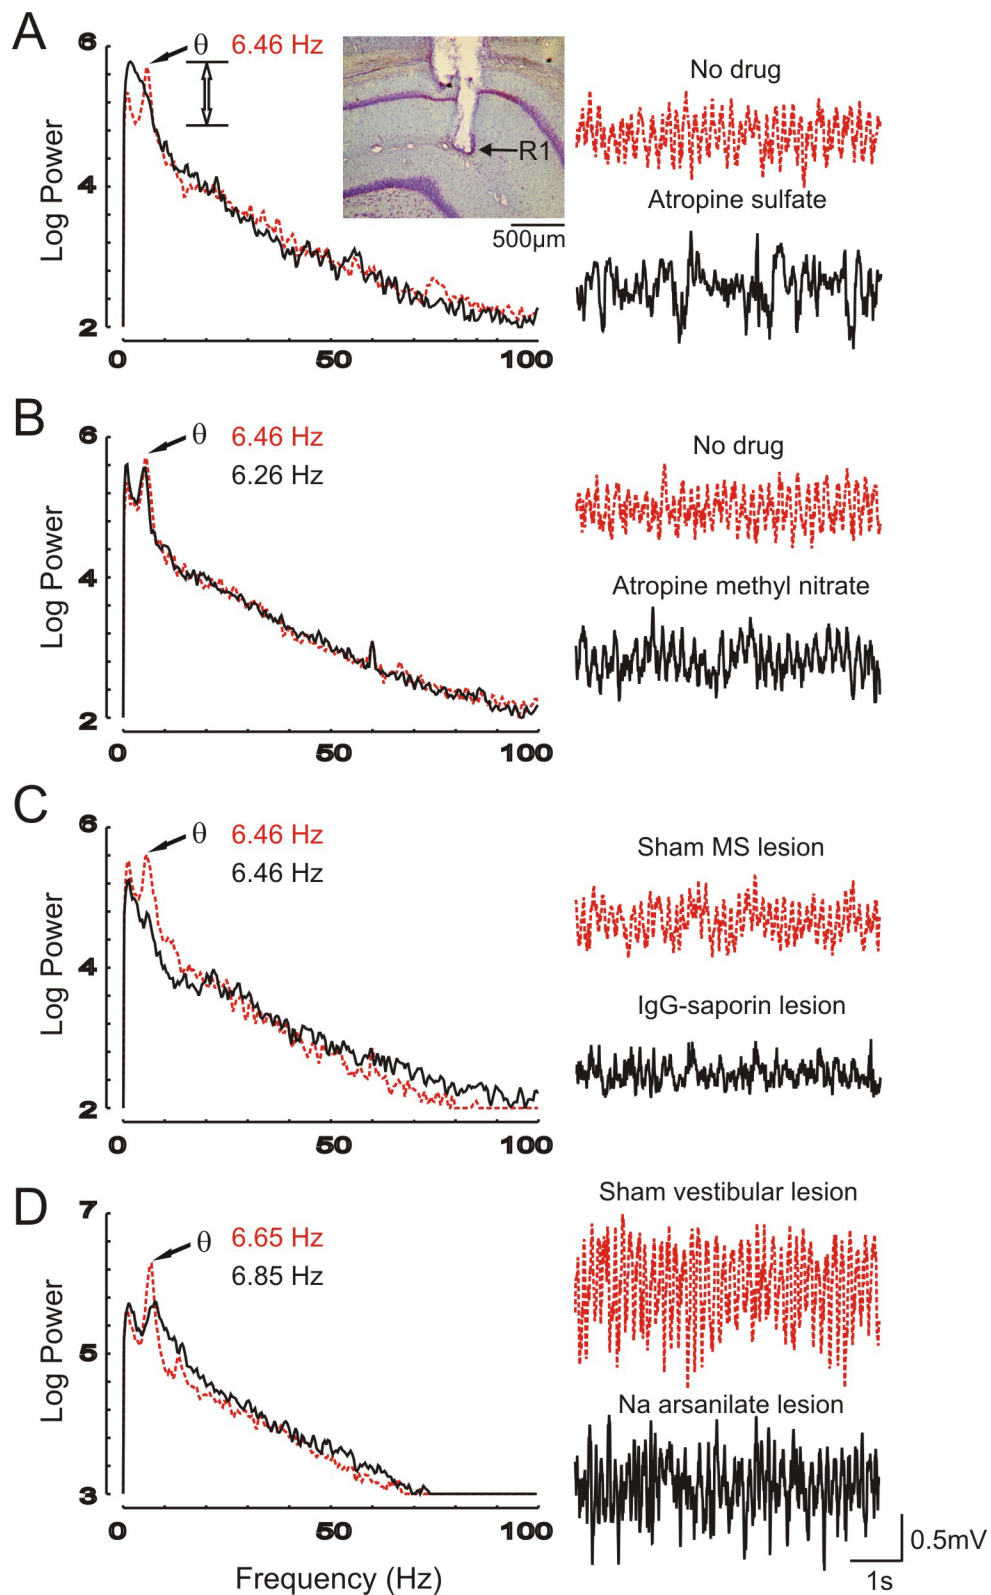 A
6
θ 6.46 Hz
Log Power
4
2
0 50 100
R1
500μm
No drug
Atropine sulfate
B
6
θ 6.46 Hz
6.26 Hz
Log Power
4
2
0 50 100
No drug
Atropine methyl nitrate
C
6
θ 6.46 Hz
6.46 Hz
Log Power
4
2
0 50 100
Sham MS lesion
IgG-saporin lesion
D
7
θ 6.65 Hz
6.85 Hz
Log Power
5
3
0 50 100
Frequency (Hz)
Sham vestibular lesion
Na arsanilate lesion
0.5mV
1s